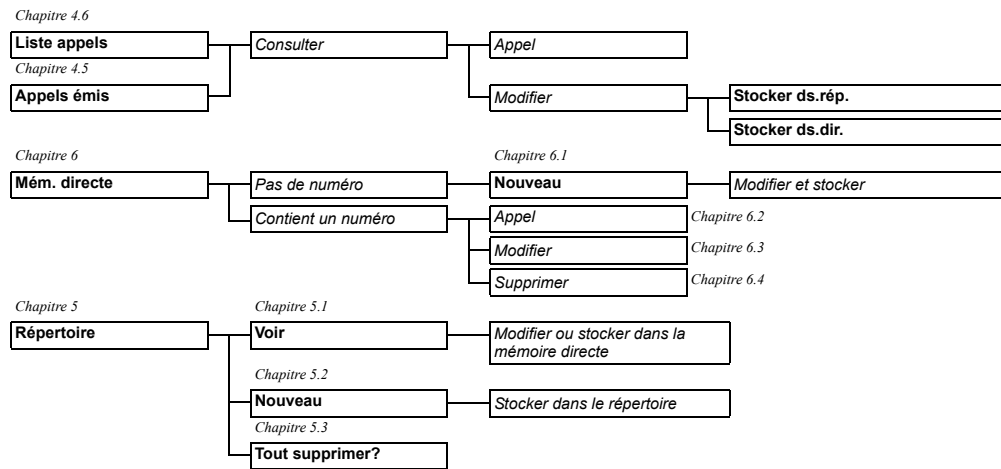 Chapitre 4.6
Liste appels
Consulter
Appel
Chapitre 4.5
Appels émis
Modifier
Stocker ds.rép.
Stocker ds.dir.
Chapitre 6
Chapitre 6.1
Mém. directe
Pas de numéro
Nouveau
Modifier et stocker
Contient un numéro
Appel
Chapitre 6.2
Modifier
Chapitre 6.3
Supprimer
Chapitre 6.4
Chapitre 5
Chapitre 5.1
Répertoire
Voir
Modifier ou stocker dans la
mémoire directe
Chapitre 5.2
Nouveau
Stocker dans le répertoire
Chapitre 5.3
Tout supprimer?